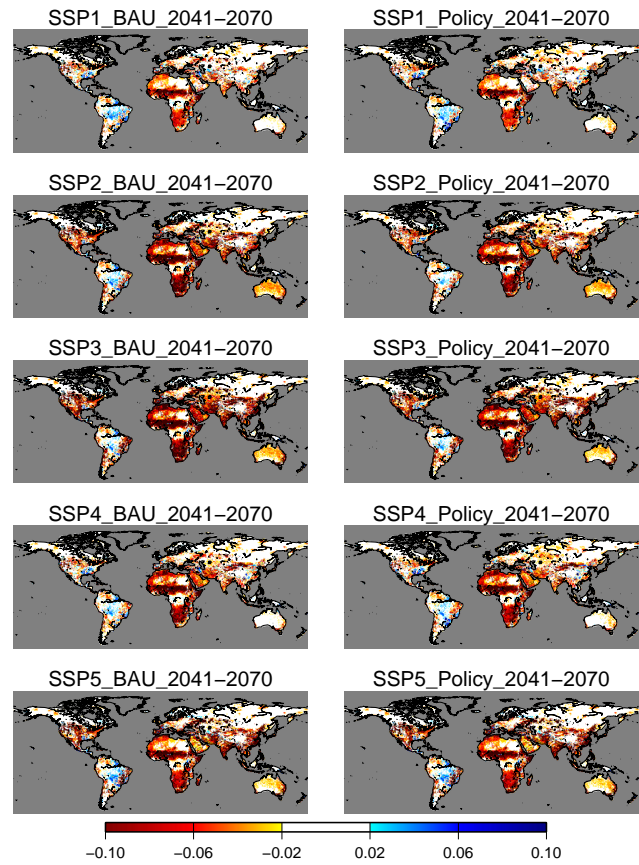 SSP1_BAU_2041−2070
SSP1_Policy_2041−2070
SSP2_BAU_2041−2070
SSP2_Policy_2041−2070
SSP3_BAU_2041−2070
SSP3_Policy_2041−2070
SSP4_BAU_2041−2070
SSP4_Policy_2041−2070
SSP5_BAU_2041−2070
SSP5_Policy_2041−2070
−0.10 −0.06 −0.02 0.02 0.06 0.10